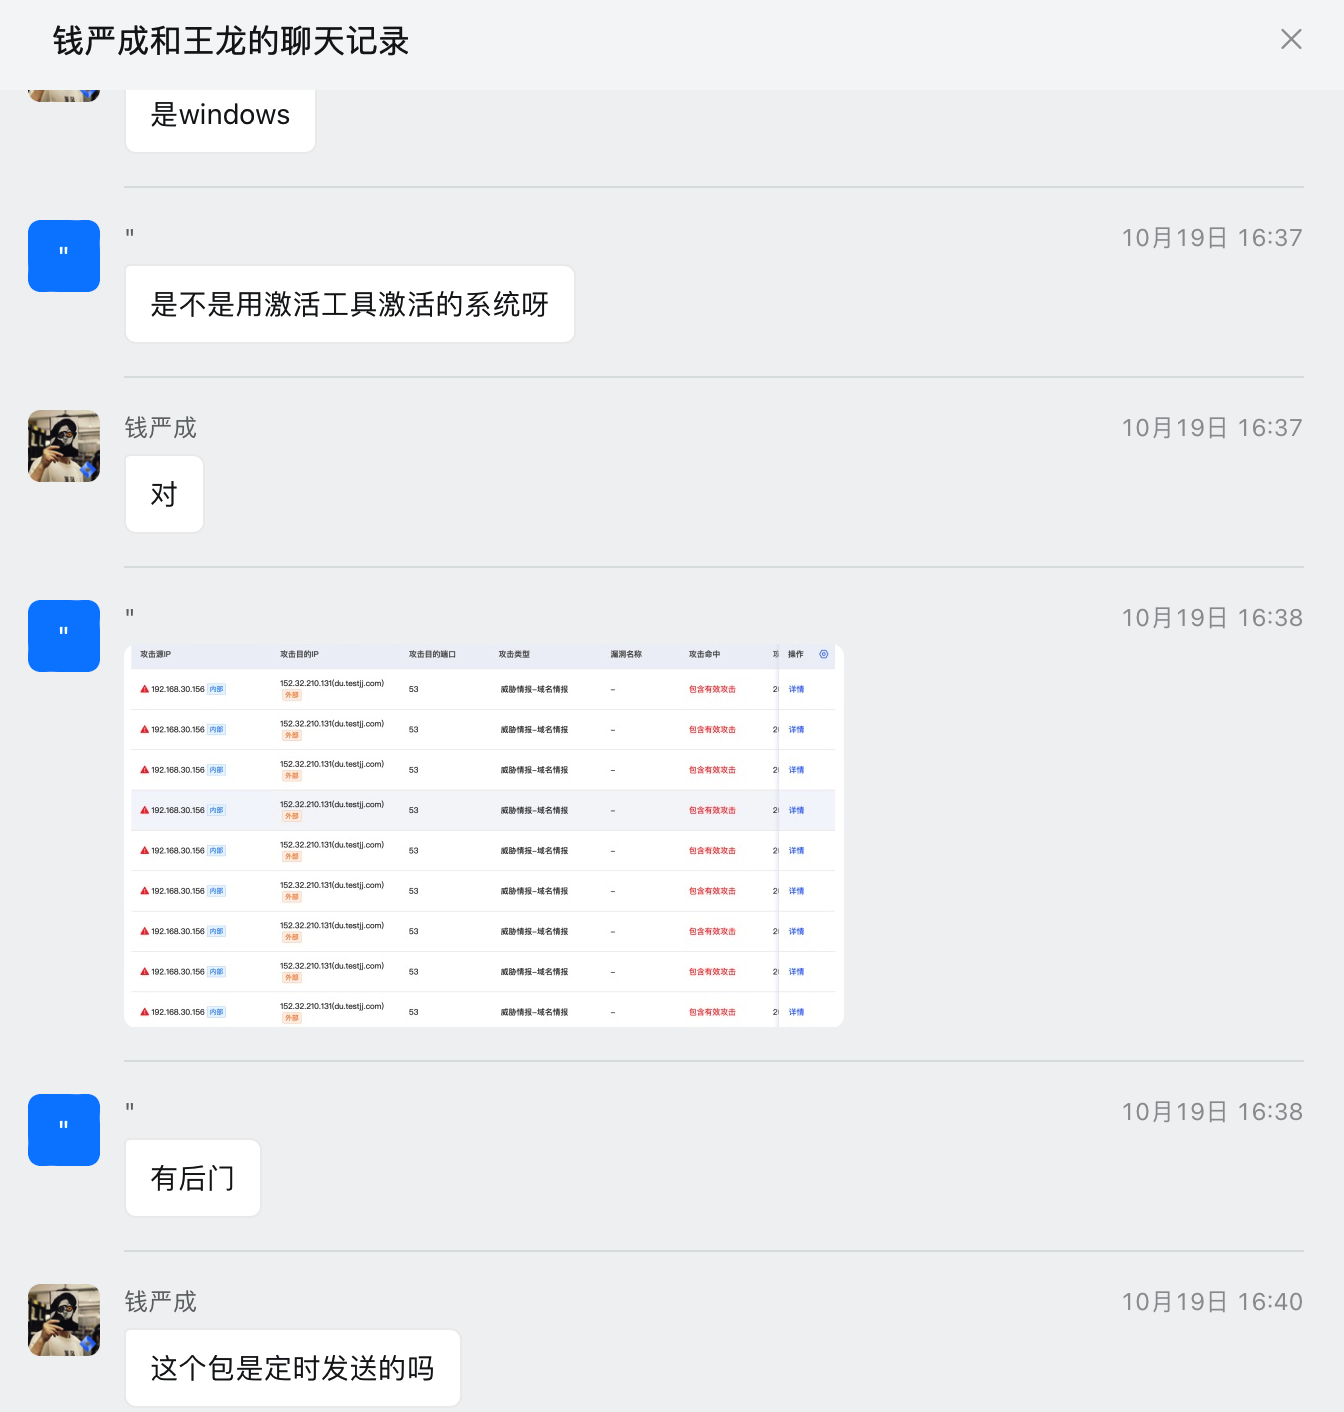 钱严成和王龙的聊天记录
是windows
" 10月19日 16:37
"
是不是用激活工具激活的系统呀
钱严成 10月19日 16:37
对
" 10月19日 16:38
"
攻击源IP 攻击目的IP 攻击目的端口 攻击类型 漏洞名称 攻击命中 操作
192.168.30.156 内部 152.32.210.131(du.testjj.com) 53 威胁情报-域名情报 - 包含有效攻击 详情
外部
192.168.30.156 内部 152.32.210.131(du.testjj.com) 53 威胁情报-域名情报 - 包含有效攻击 详情
外部
192.168.30.156 内部 152.32.210.131(du.testjj.com) 53 威胁情报-域名情报 - 包含有效攻击 详情
外部
192.168.30.156 内部 152.32.210.131(du.testjj.com) 53 威胁情报-域名情报 - 包含有效攻击 详情
外部
192.168.30.156 内部 152.32.210.131(du.testjj.com) 53 威胁情报-域名情报 - 包含有效攻击 详情
外部
192.168.30.156 内部 152.32.210.131(du.testjj.com) 53 威胁情报-域名情报 - 包含有效攻击 详情
外部
192.168.30.156 内部 152.32.210.131(du.testjj.com) 53 威胁情报-域名情报 - 包含有效攻击 详情
外部
192.168.30.156 内部 152.32.210.131(du.testjj.com) 53 威胁情报-域名情报 - 包含有效攻击 详情
外部
192.168.30.156 内部 152.32.210.131(du.testjj.com) 53 威胁情报-域名情报 - 包含有效攻击 详情
外部
" 10月19日 16:38
"
有后门
钱严成 10月19日 16:40
这个包是定时发送的吗